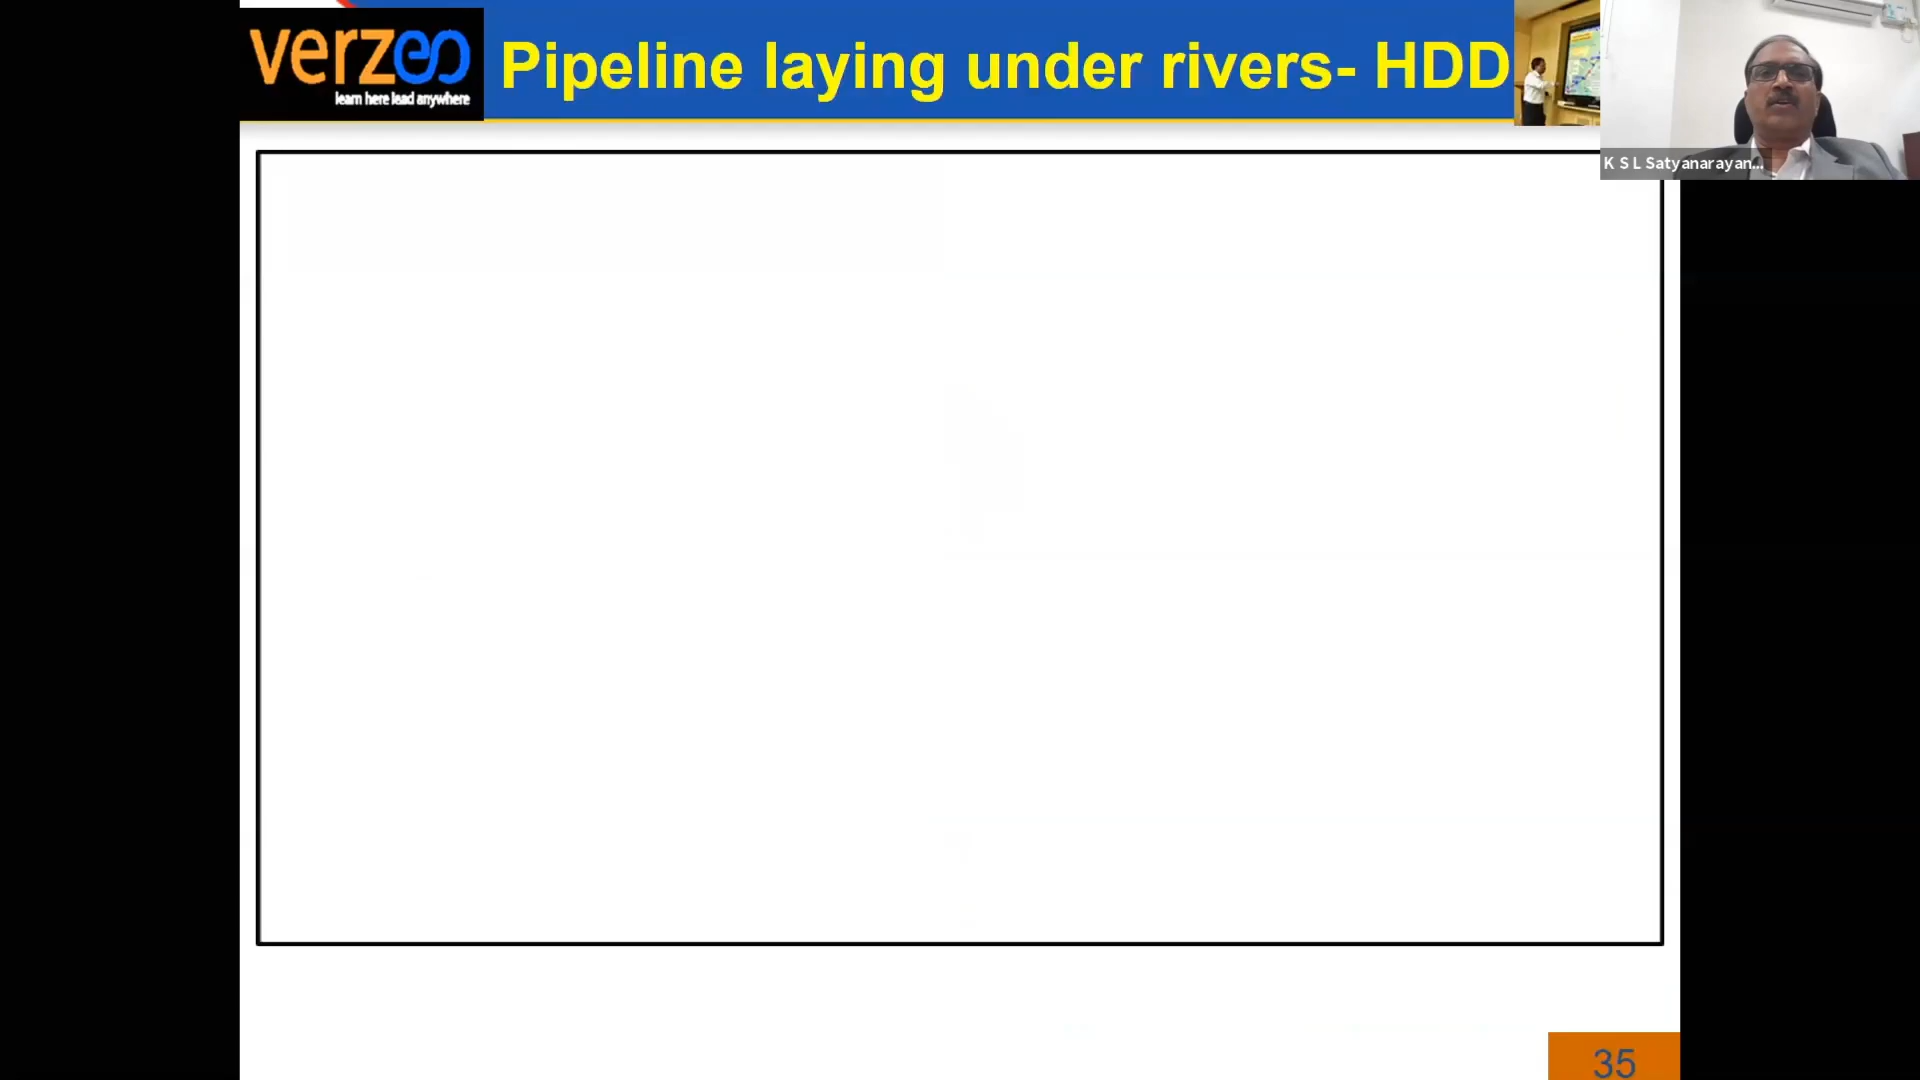 verzeo
learn here lead anywhere
Pipeline laying under rivers- HDD
K S L Satyanarayan...
35